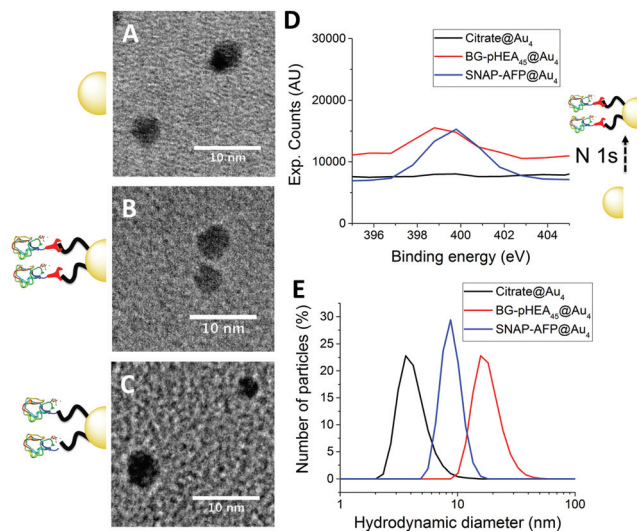 A
10 nm
B
10 nm
C
10 nm
D
Citrate@Au₄
BG-pHEA₄₅@Au₄
SNAP-AFP@Au₄
30000
25000
20000
15000
10000
5000
0
Exp. Counts (AU)
396 398 400 402 404
Binding energy (eV)
N 1s
E
Citrate@Au₄
BG-pHEA₄₅@Au₄
SNAP-AFP@Au₄
35
30
25
20
15
10
5
0
Number of particles (%)
1 10 100
Hydrodynamic diameter (nm)